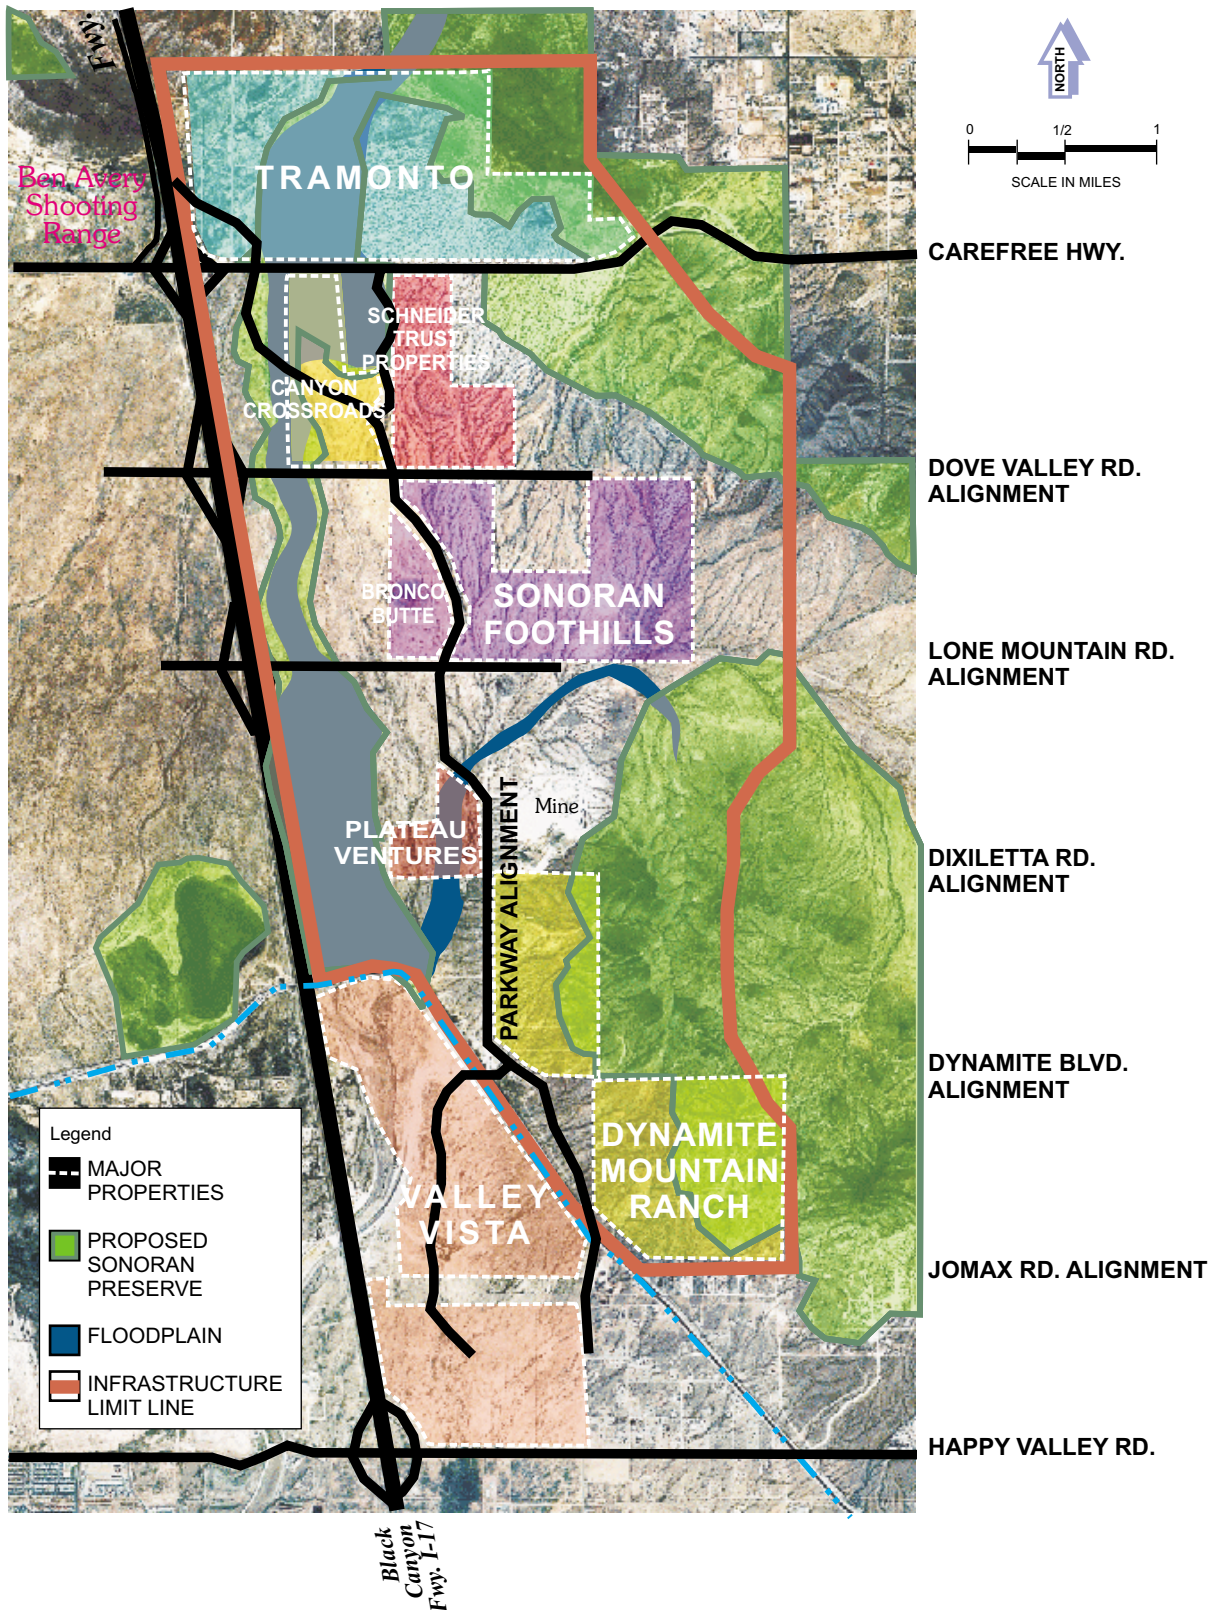 Fwy.
NORTH
0 1/2 1
SCALE IN MILES
Ben Avery
Shooting
Range
TRAMONTO
CAREFREE HWY.
SCHNEIDER
TRUST
PROPERTIES
CANYON
CROSSROADS
DOVE VALLEY RD.
ALIGNMENT
BRONCO
BUTTE
SONORAN
FOOTHILLS
LONE MOUNTAIN RD.
ALIGNMENT
PLATEAU
VENTURES
PARKWAY ALIGNMENT
Mine
DIXILETTA RD.
ALIGNMENT
DYNAMITE BLVD.
ALIGNMENT
DYNAMITE
MOUNTAIN
RANCH
VALLEY
VISTA
JOMAX RD. ALIGNMENT
Legend
MAJOR
PROPERTIES
PROPOSED
SONORAN
PRESERVE
FLOODPLAIN
INFRASTRUCTURE
LIMIT LINE
HAPPY VALLEY RD.
Black
Canyon
Fwy. I-17